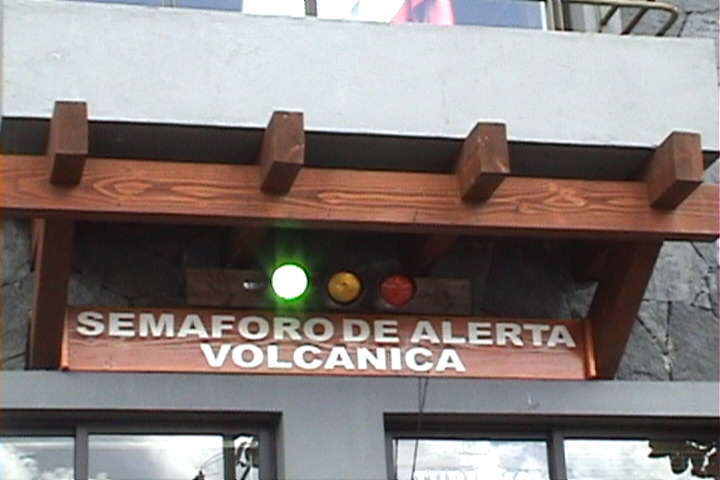 SEMAFORO DE ALERTA
VOLCANICA